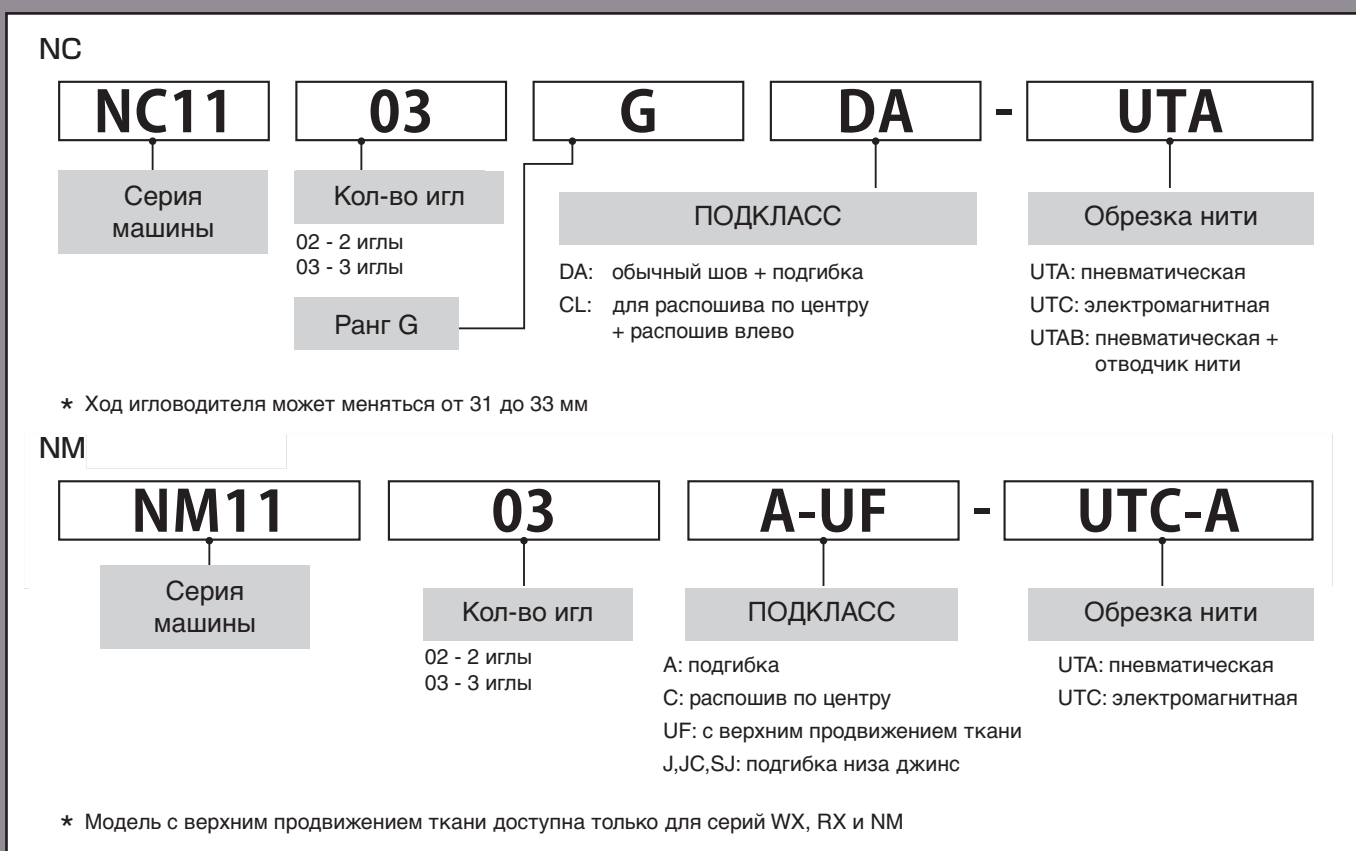 NC
NC11 03 G DA - UTA
Серия
машины
Кол-во игл
02 - 2 иглы
03 - 3 иглы
Ранг G
ПОДКЛАСС
DA: обычный шов + подгибка
CL: для распошива по центру
+ распошив влево
Обрезка нити
UTA: пневматическая
UTC: электромагнитная
UTAB: пневматическая +
отводчик нити
* Ход игловодителя может меняться от 31 до 33 мм
NM
NM11 03 A-UF - UTC-A
Серия
машины
Кол-во игл
02 - 2 иглы
03 - 3 иглы
ПОДКЛАСС
A: подгибка
C: распошив по центру
UF: с верхним продвижением ткани
J,JC,SJ: подгибка низа джинс
Обрезка нити
UTA: пневматическая
UTC: электромагнитная
* Модель с верхним продвижением ткани доступна только для серий WX, RX и NM